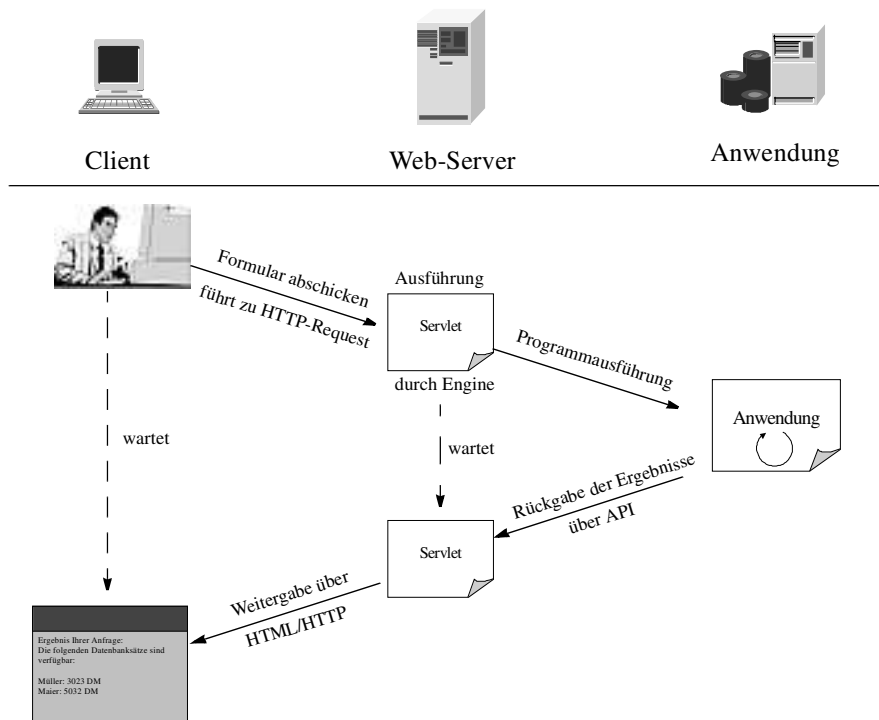 Client
Web-Server
Anwendung
Formular abschicken
führt zu HTTP-Request
Ausführung
Servlet
durch Engine
Programmausführung
Anwendung
wartet
wartet
Rückgabe der Ergebnisse
über API
Servlet
Weitergabe über
HTML/HTTP
Ergebnis Ihrer Anfrage:
Die folgenden Datenbanksätze sind
verfügbar:
Müller: 3023 DM
Maier: 5032 DM